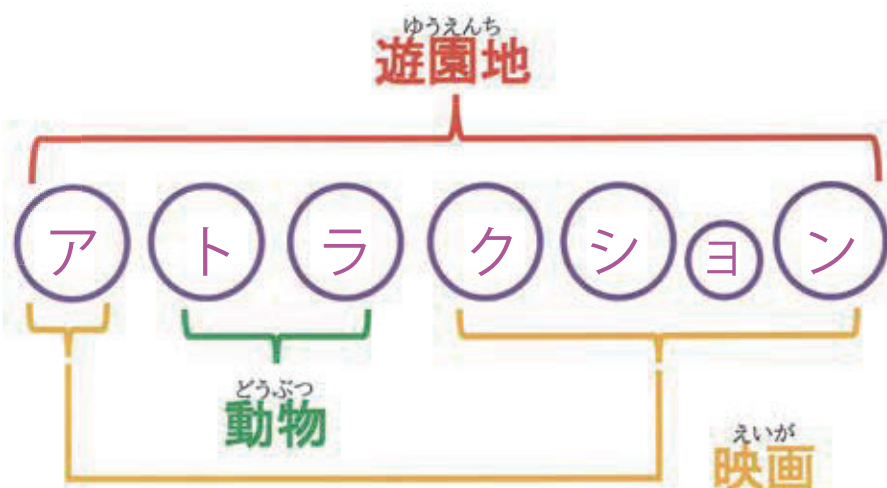 ゆうえんち
遊園地
アトラクション
どうぶつ
動物
えいが
映画